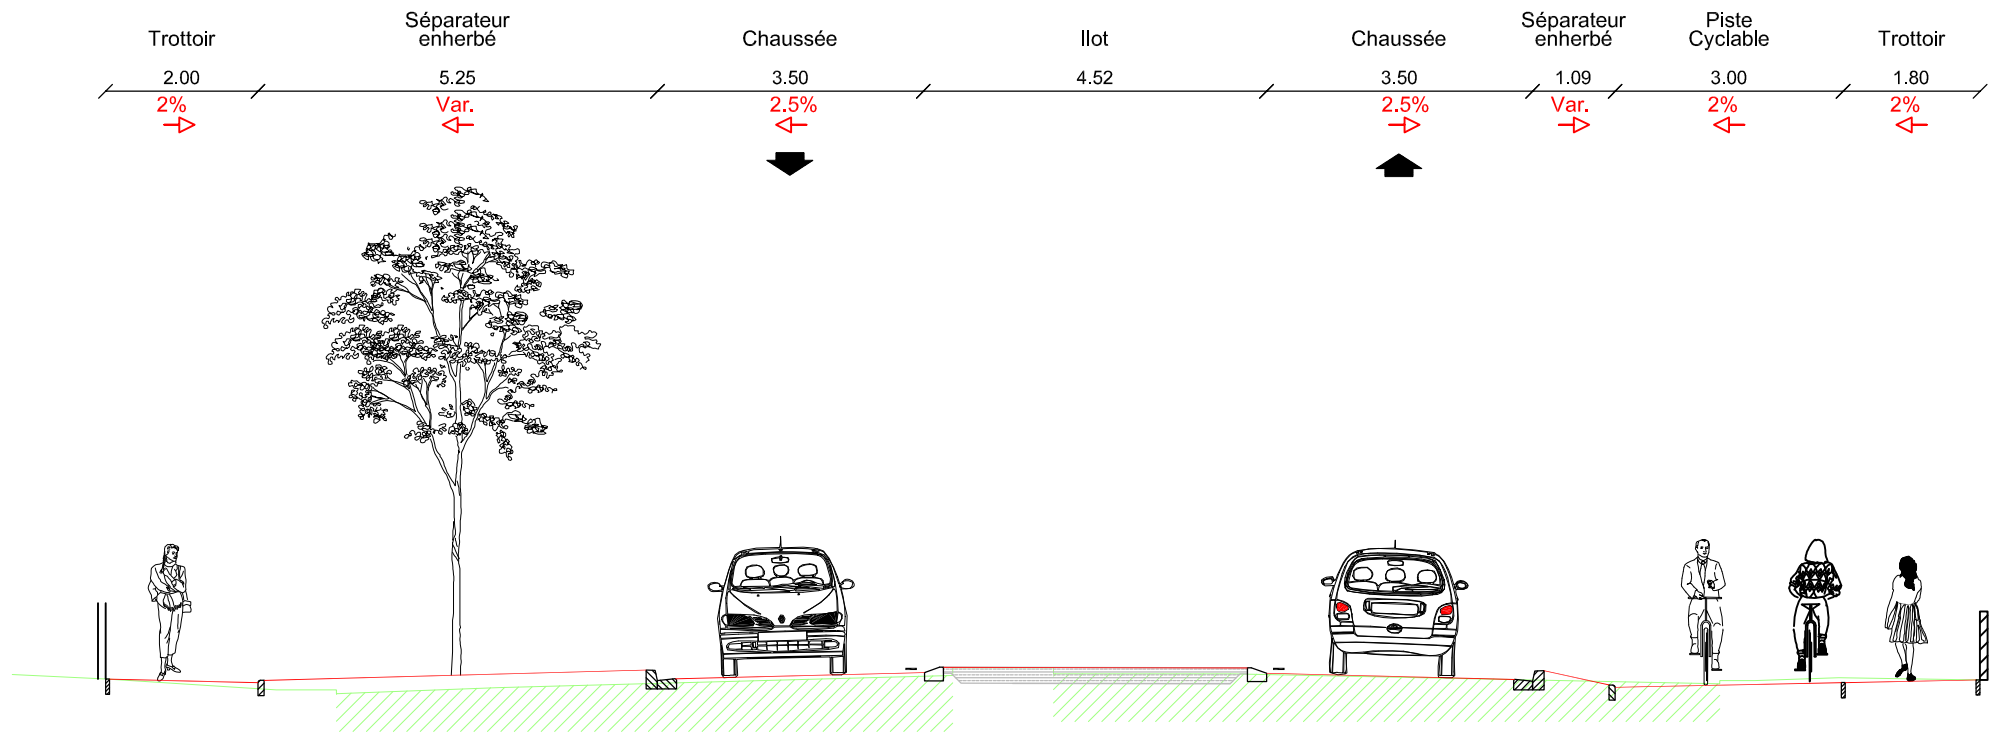 Trottoir
Séparateur
enherbé
Chaussée
Ilot
Chaussée
Séparateur
enherbé
Piste
Cyclable
Trottoir
2.00
5.25
3.50
4.52
3.50
1.09
3.00
1.80
2%
Var.
2.5%
2.5%
Var.
2%
2%